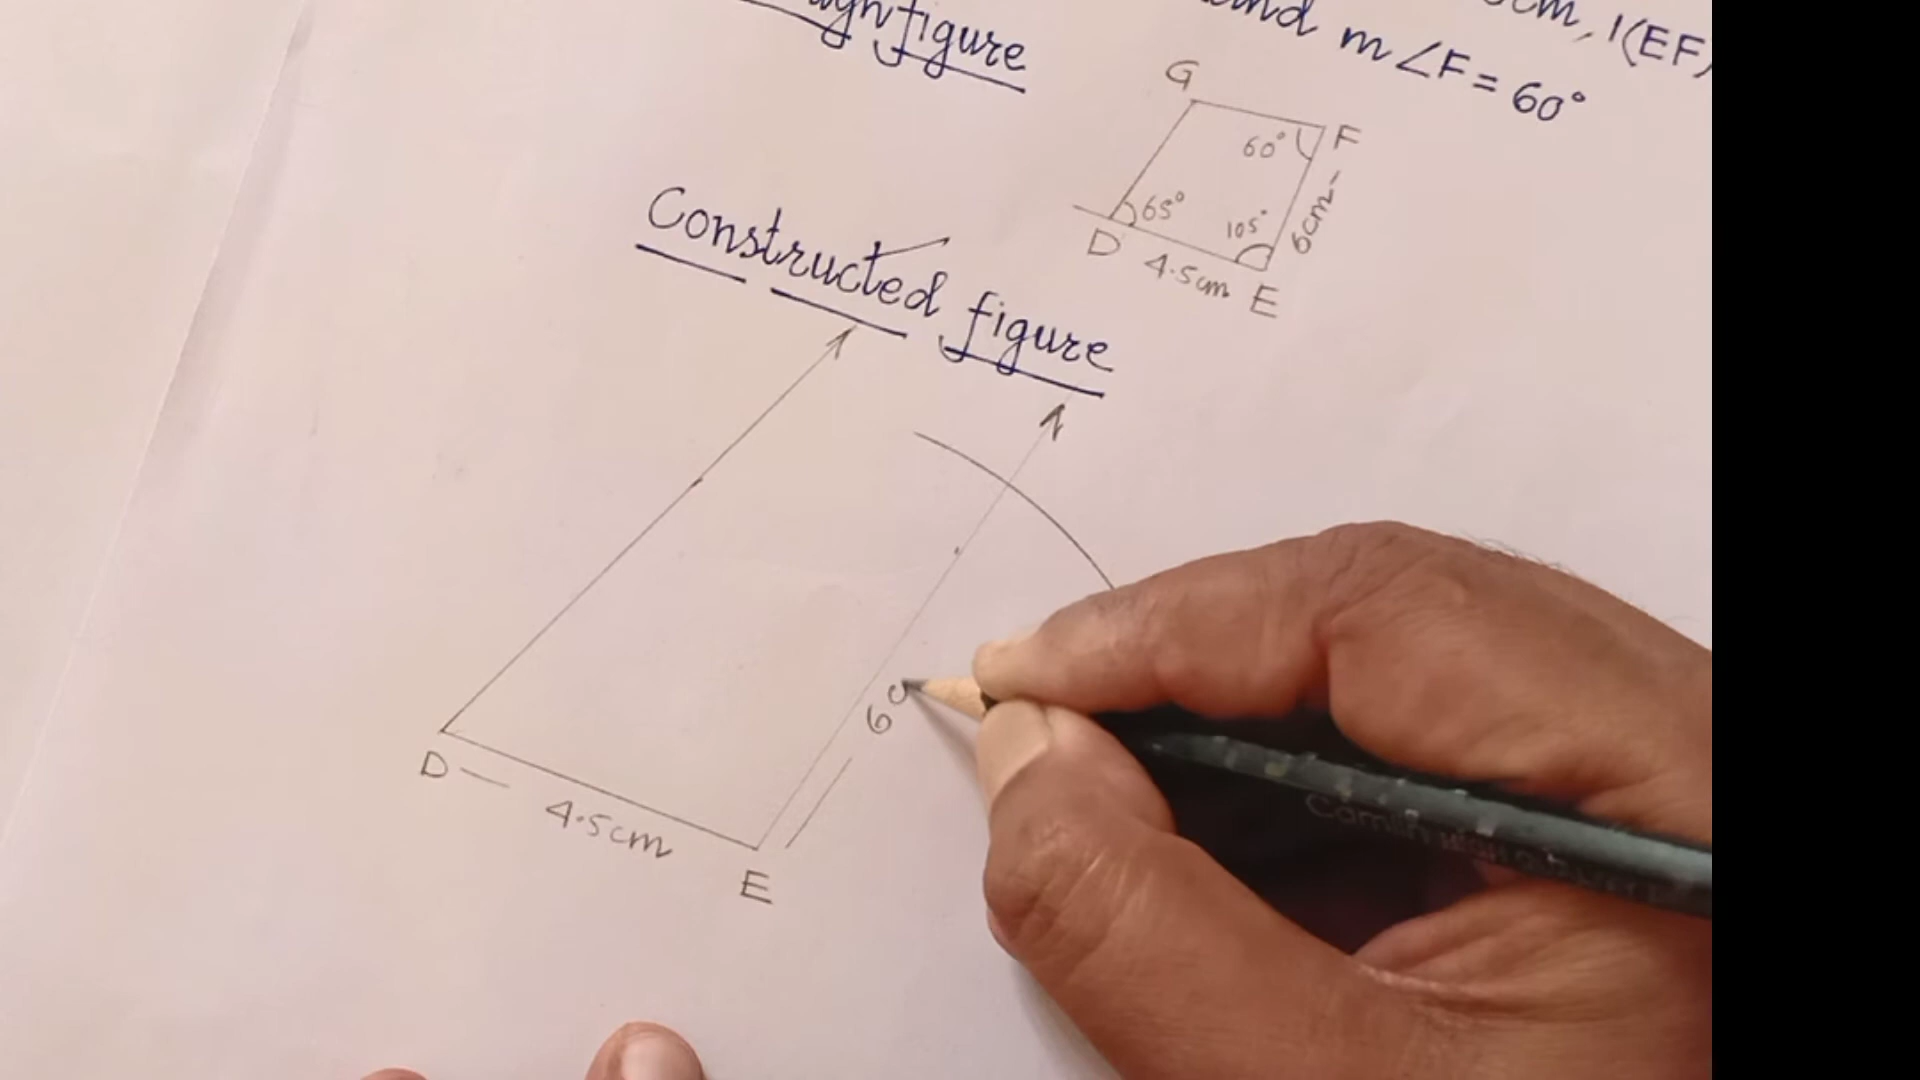 cm, l(EF)
and m∠F = 60°
figure
G
60° F
65° 105° 6cm
D 4.5cm E
Constructed figure
6c
D 4.5cm
E